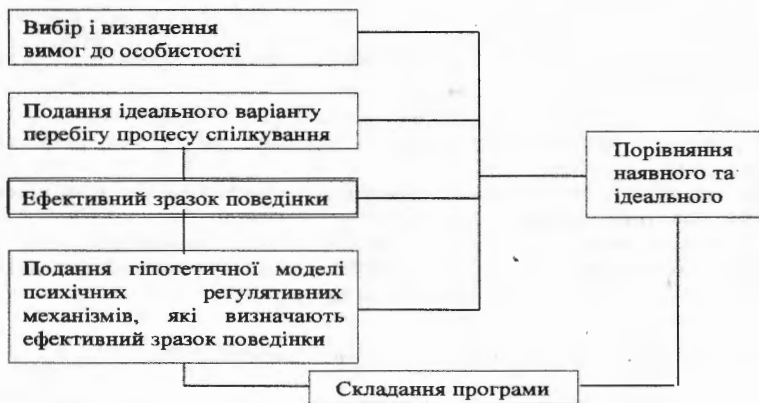 Вибір і визначення
вимог до особистості
Подання ідеального варіанту
перебігу процесу спілкування
Ефективний зразок поведінки
Подання гіпотетичної моделі
психічних регулятивних
механізмів, які визначають
ефективний зразок поведінки
Порівняння
наявного та
ідеального
Складання програми